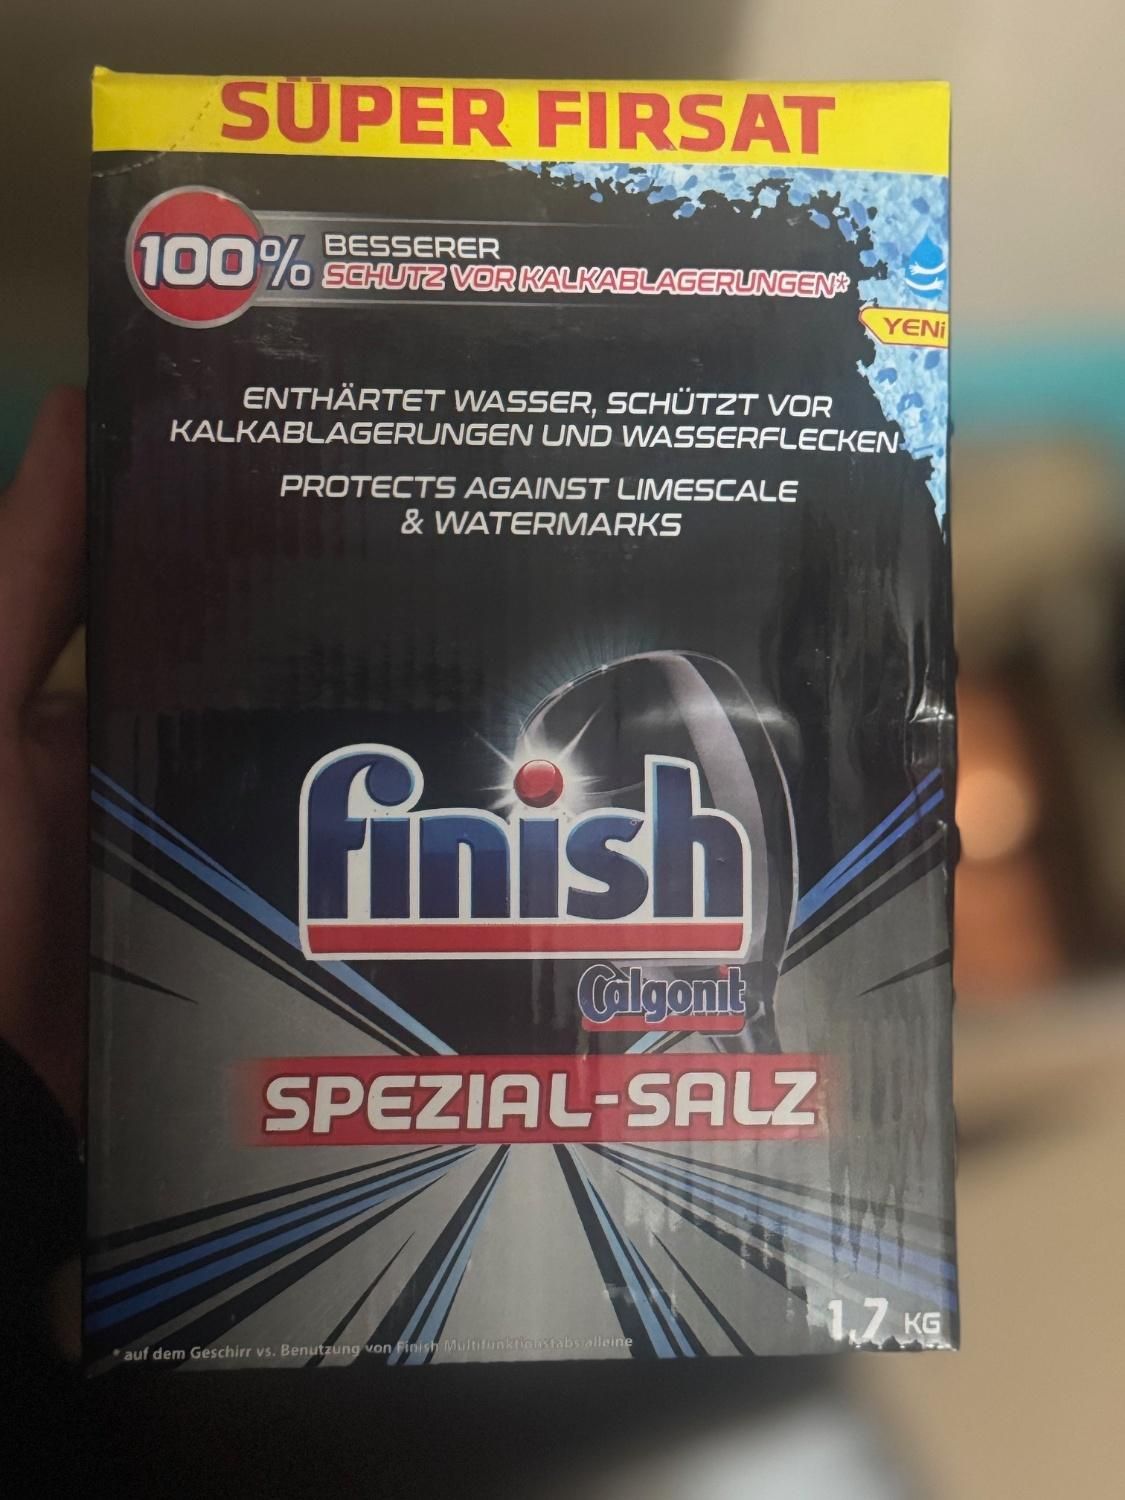 SÜPER FIRSAT
100% BESSERER
SCHUTZ VOR KALKABLAGERUNGEN*
YENi
ENTHÄRTET WASSER, SCHÜTZT VOR
KALKABLAGERUNGEN UND WASSERFLECKEN
PROTECTS AGAINST LIMESCALE
& WATERMARKS
finish
Calgonit
SPEZIAL-SALZ
1,7 KG
* auf dem Geschirr vs. Benutzung von Finish Multifunktionstabs alleine